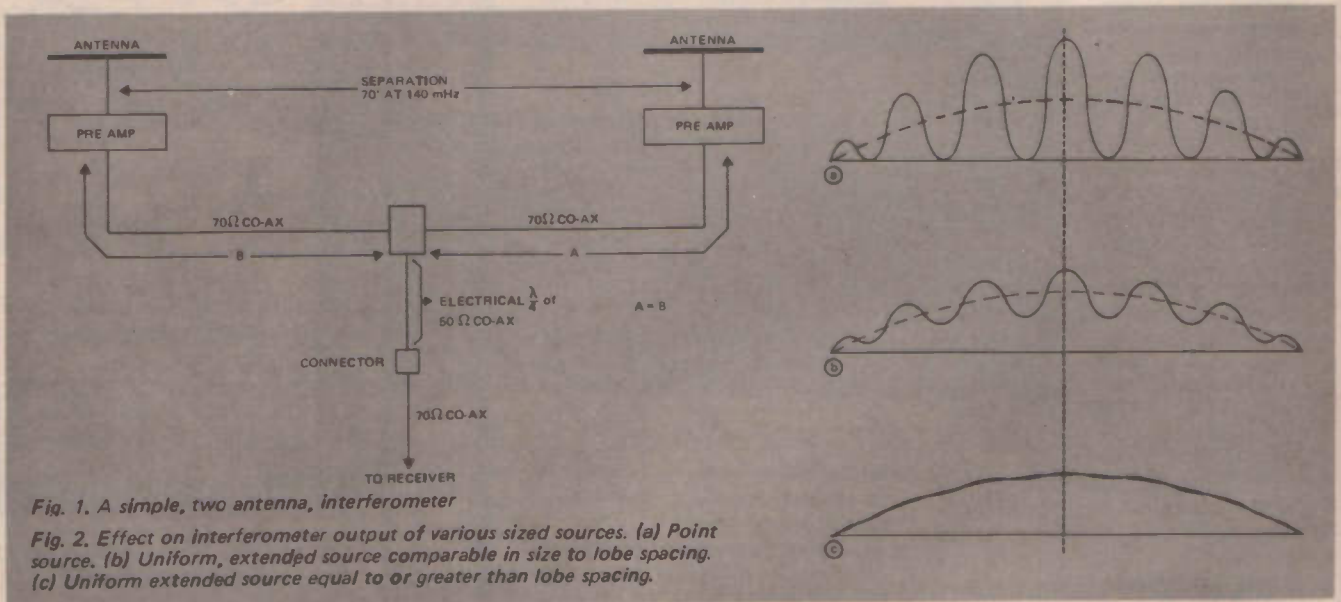 ANTENNA
ANTENNA
SEPARATION
70' AT 140 mHz
PRE AMP
PRE AMP
70Ω CO-AX
70Ω CO-AX
B
A
ELECTRICAL λ/4 of
50 Ω CO-AX
A = B
CONNECTOR
70Ω CO-AX
TO RECEIVER
a
b
c
Fig. 1. A simple, two antenna, interferometer
Fig. 2. Effect on interferometer output of various sized sources. (a) Point
source. (b) Uniform, extended source comparable in size to lobe spacing.
(c) Uniform extended source equal to or greater than lobe spacing.